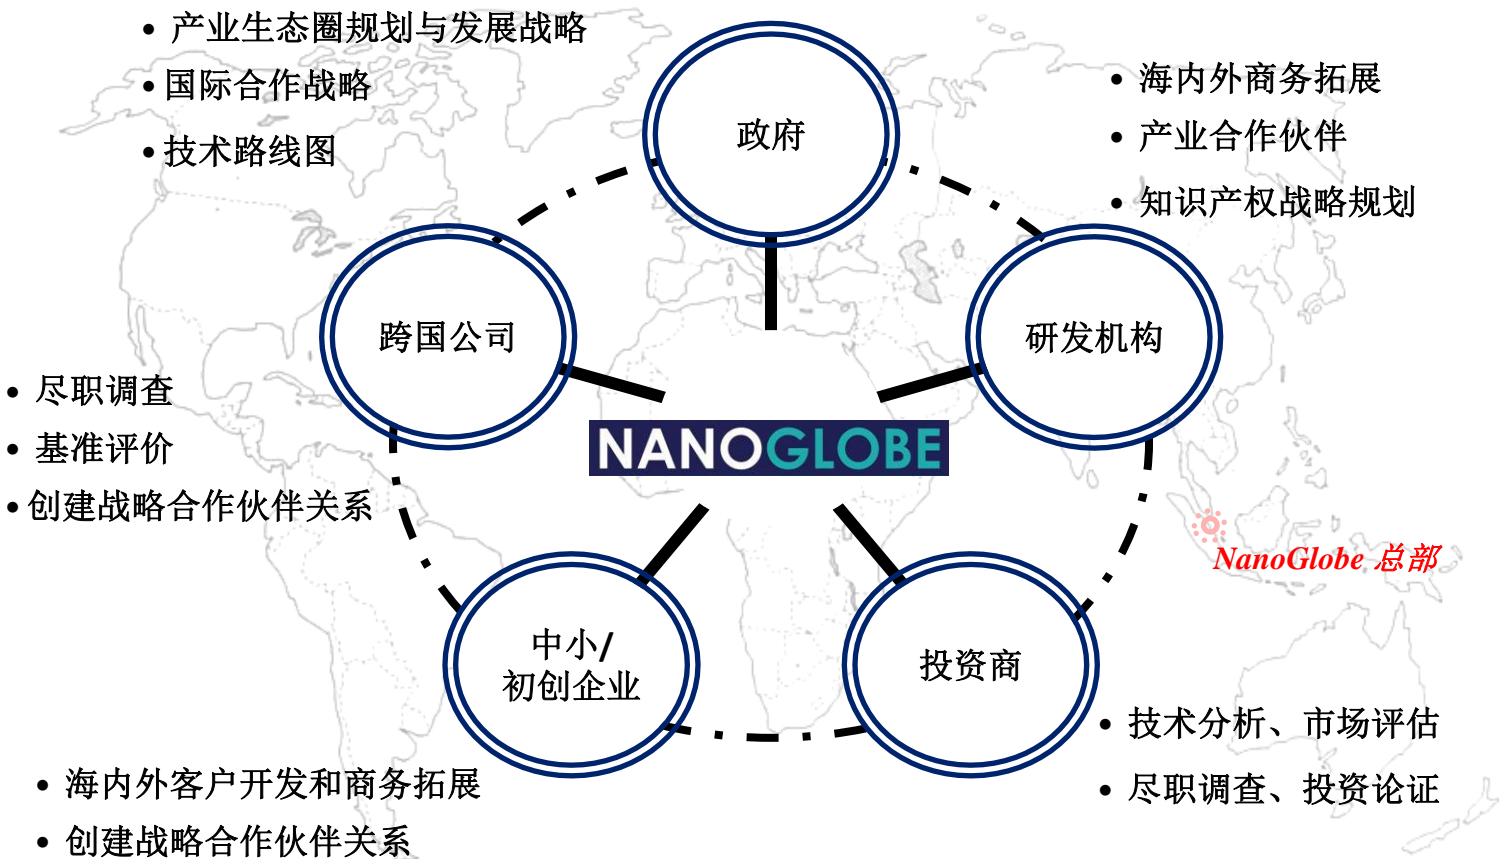 • 产业生态圈规划与发展战略
• 国际合作战略
• 技术路线图
政府
• 海内外商务拓展
• 产业合作伙伴
• 知识产权战略规划
跨国公司
研发机构
• 尽职调查
• 基准评价
• 创建战略合作伙伴关系
NANOGLOBE
NanoGlobe 总部
中小/
初创企业
投资商
• 技术分析、市场评估
• 尽职调查、投资论证
• 海内外客户开发和商务拓展
• 创建战略合作伙伴关系